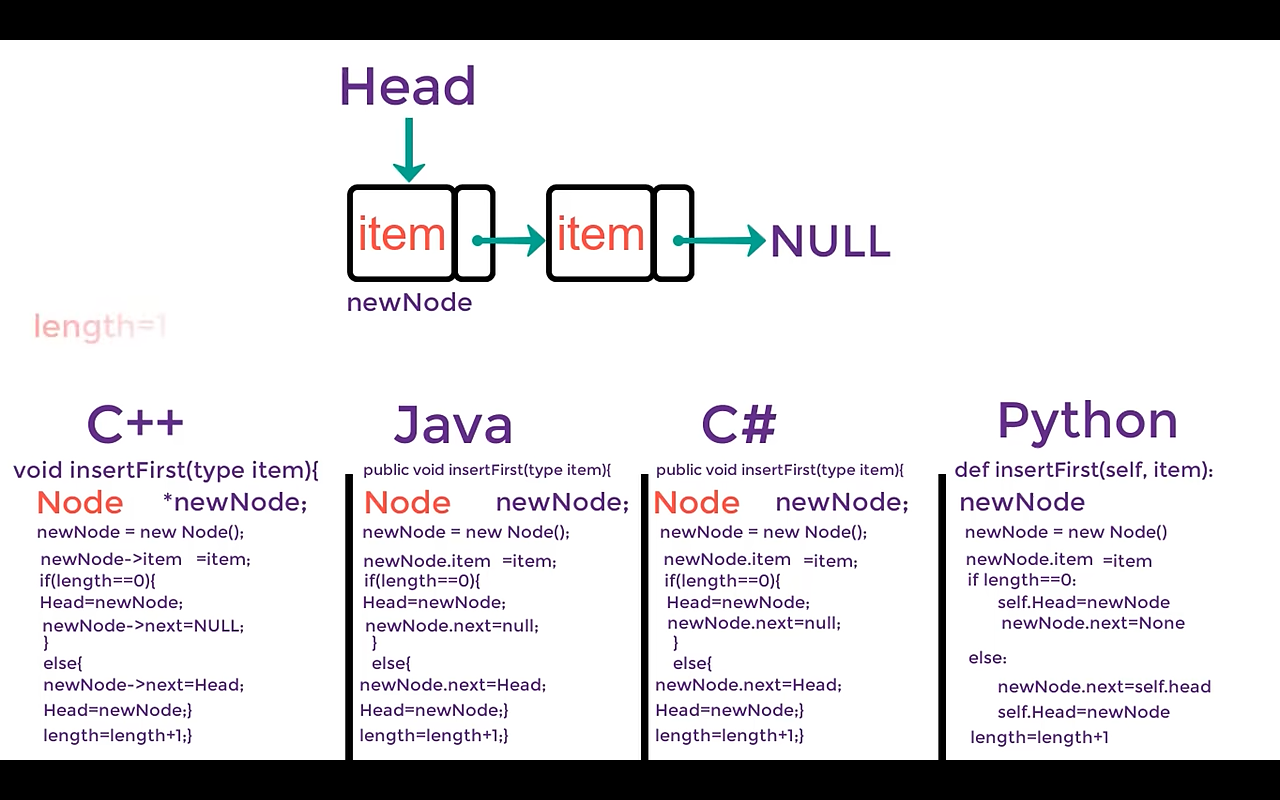 Head
item item NULL
newNode
length=1
C++
void insertFirst(type item){
Node *newNode;
newNode = new Node();
newNode->item =item;
if(length==0){
Head=newNode;
newNode->next=NULL;
}
else{
newNode->next=Head;
Head=newNode;}
length=length+1;}
Java
public void insertFirst(type item){
Node newNode;
newNode = new Node();
newNode.item =item;
if(length==0){
Head=newNode;
newNode.next=null;
}
else{
newNode.next=Head;
Head=newNode;}
length=length+1;}
C#
public void insertFirst(type item){
Node newNode;
newNode = new Node();
newNode.item =item;
if(length==0){
Head=newNode;
newNode.next=null;
}
else{
newNode.next=Head;
Head=newNode;}
length=length+1;}
Python
def insertFirst(self, item):
newNode
newNode = new Node()
newNode.item =item
if length==0:
self.Head=newNode
newNode.next=None
else:
newNode.next=self.head
self.Head=newNode
length=length+1